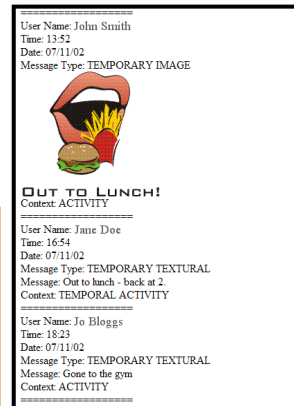 ==================
User Name: John Smith
Time: 13:52
Date: 07/11/02
Message Type: TEMPORARY IMAGE
OUT TO LUNCH!
Context: ACTIVITY
==================
User Name: Jane Doe
Time: 16:54
Date: 07/11/02
Message Type: TEMPORARY TEXTURAL
Message: Out to lunch - back at 2.
Context: TEMPORAL ACTIVITY
==================
User Name: Jo Bloggs
Time: 18:23
Date: 07/11/02
Message Type: TEMPORARY TEXTURAL
Message: Gone to the gym
Context: ACTIVITY
==================